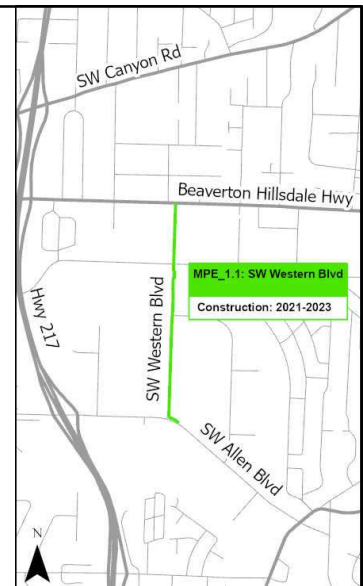 SW Canyon Rd
Beaverton Hillsdale Hwy
MPE_1.1: SW Western Blvd
Construction: 2021-2023
Hwy 217
SW Western Blvd
SW Allen Blvd
N